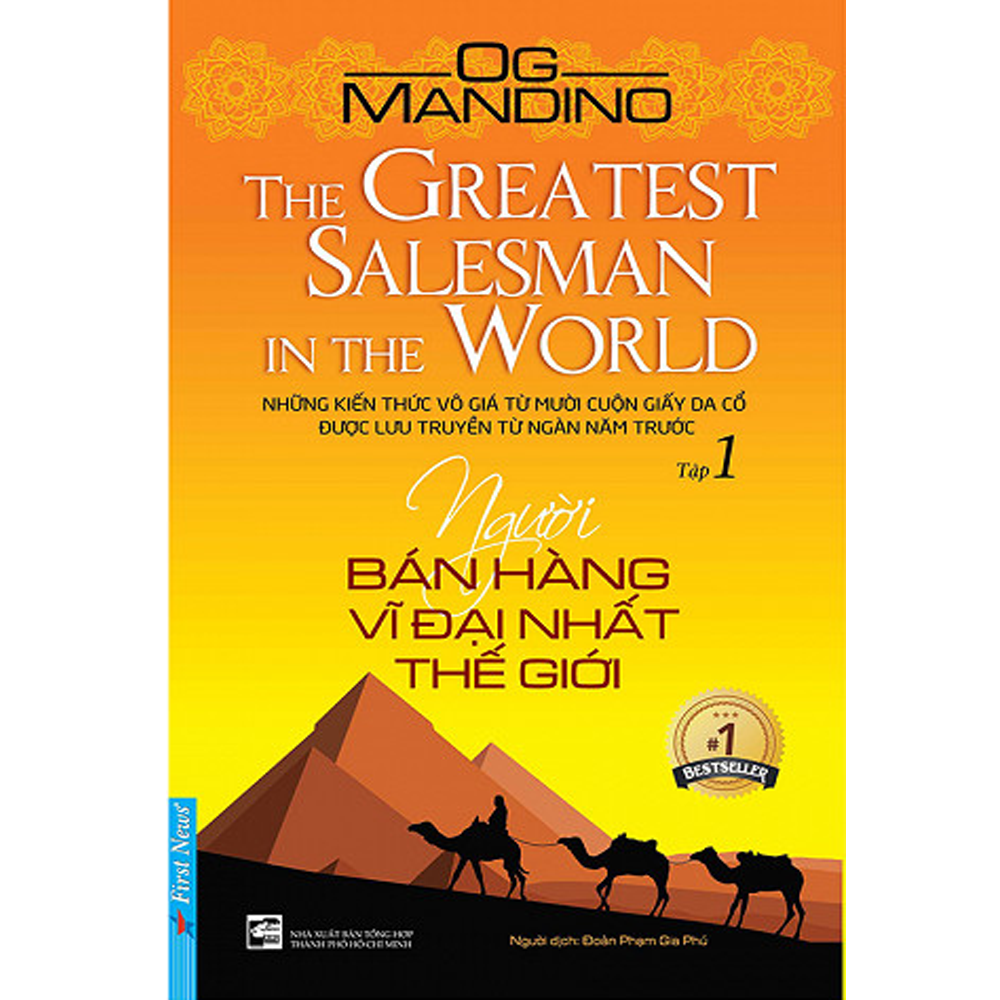 OG
MANDINO
THE GREATEST
SALESMAN
IN THE WORLD
NHỮNG KIẾN THỨC VÔ GIÁ TỪ MƯỜI CUỘN GIẤY DA CỔ
ĐƯỢC LƯU TRUYỀN TỪ NGÀN NĂM TRƯỚC
Tập 1
Người
BÁN HÀNG
VĨ ĐẠI NHẤT
THẾ GIỚI
#1
BESTSELLER
First News
NHÀ XUẤT BẢN TỔNG HỢP
THÀNH PHỐ HỒ CHÍ MINH
Người dịch: Đoàn Phạm Gia Phú